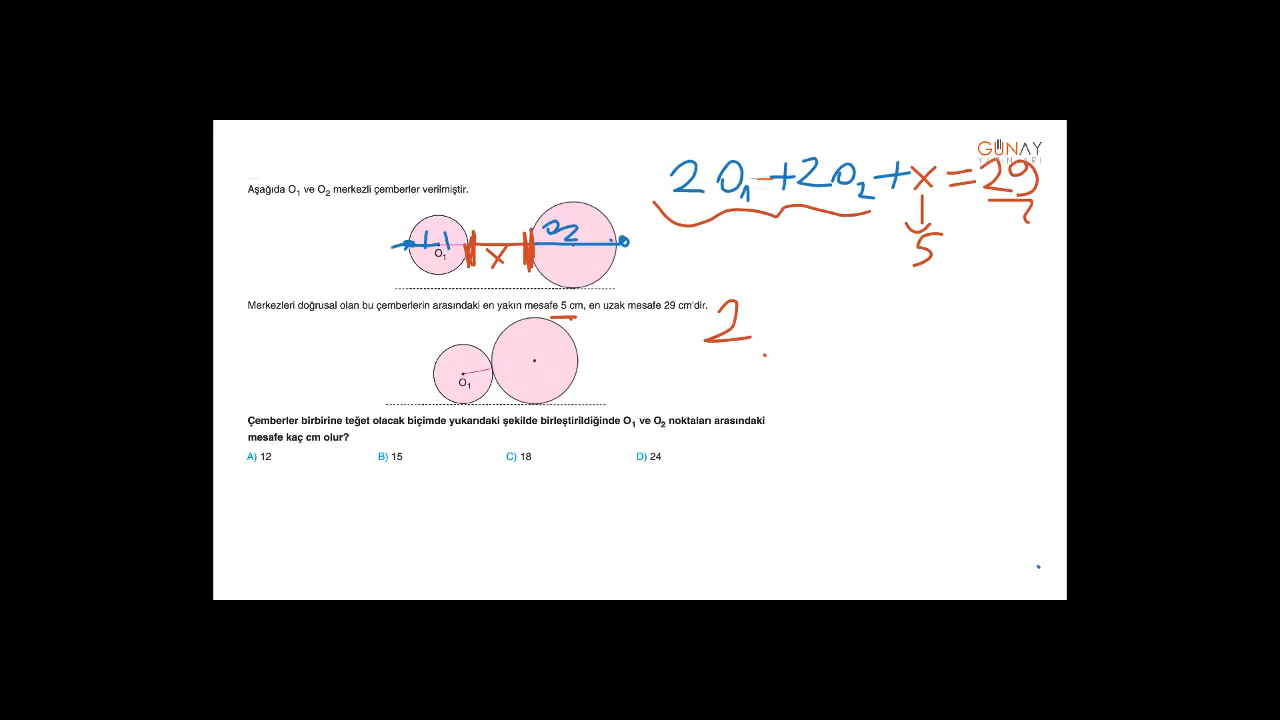 GÜNAY
YAYINLARI
2O₁+2O₂+x=29
5
Aşağıda O₁ ve O₂ merkezli çemberler verilmiştir.
O₂
O₁
x
Merkezleri doğrusal olan bu çemberlerin arasındaki en yakın mesafe 5 cm, en uzak mesafe 29 cm'dir.
2
O₁
Çemberler birbirine teğet olacak biçimde yukarıdaki şekilde birleştirildiğinde O₁ ve O₂ noktaları arasındaki
mesafe kaç cm olur?
A) 12 B) 15 C) 18 D) 24